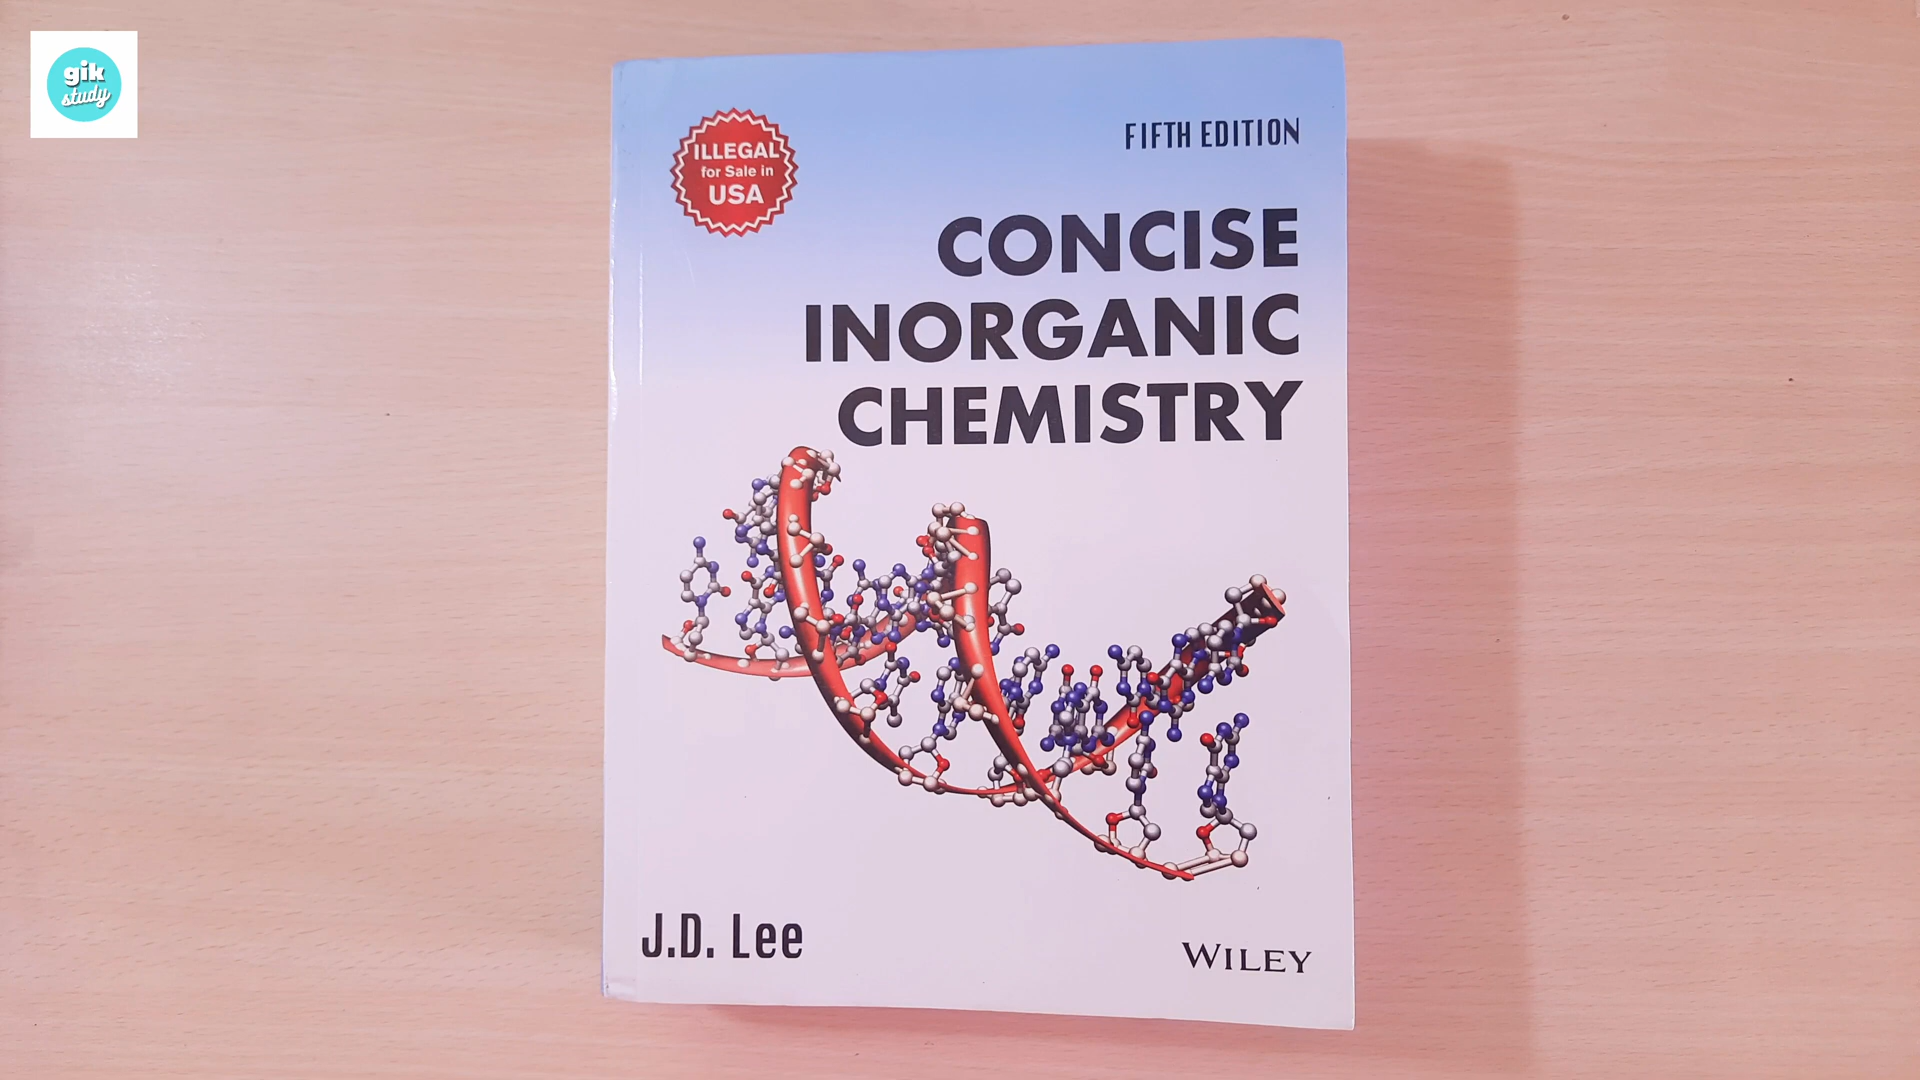 gik
study
ILLEGAL
for Sale in
USA
FIFTH EDITION
CONCISE
INORGANIC
CHEMISTRY
J.D. Lee
WILEY